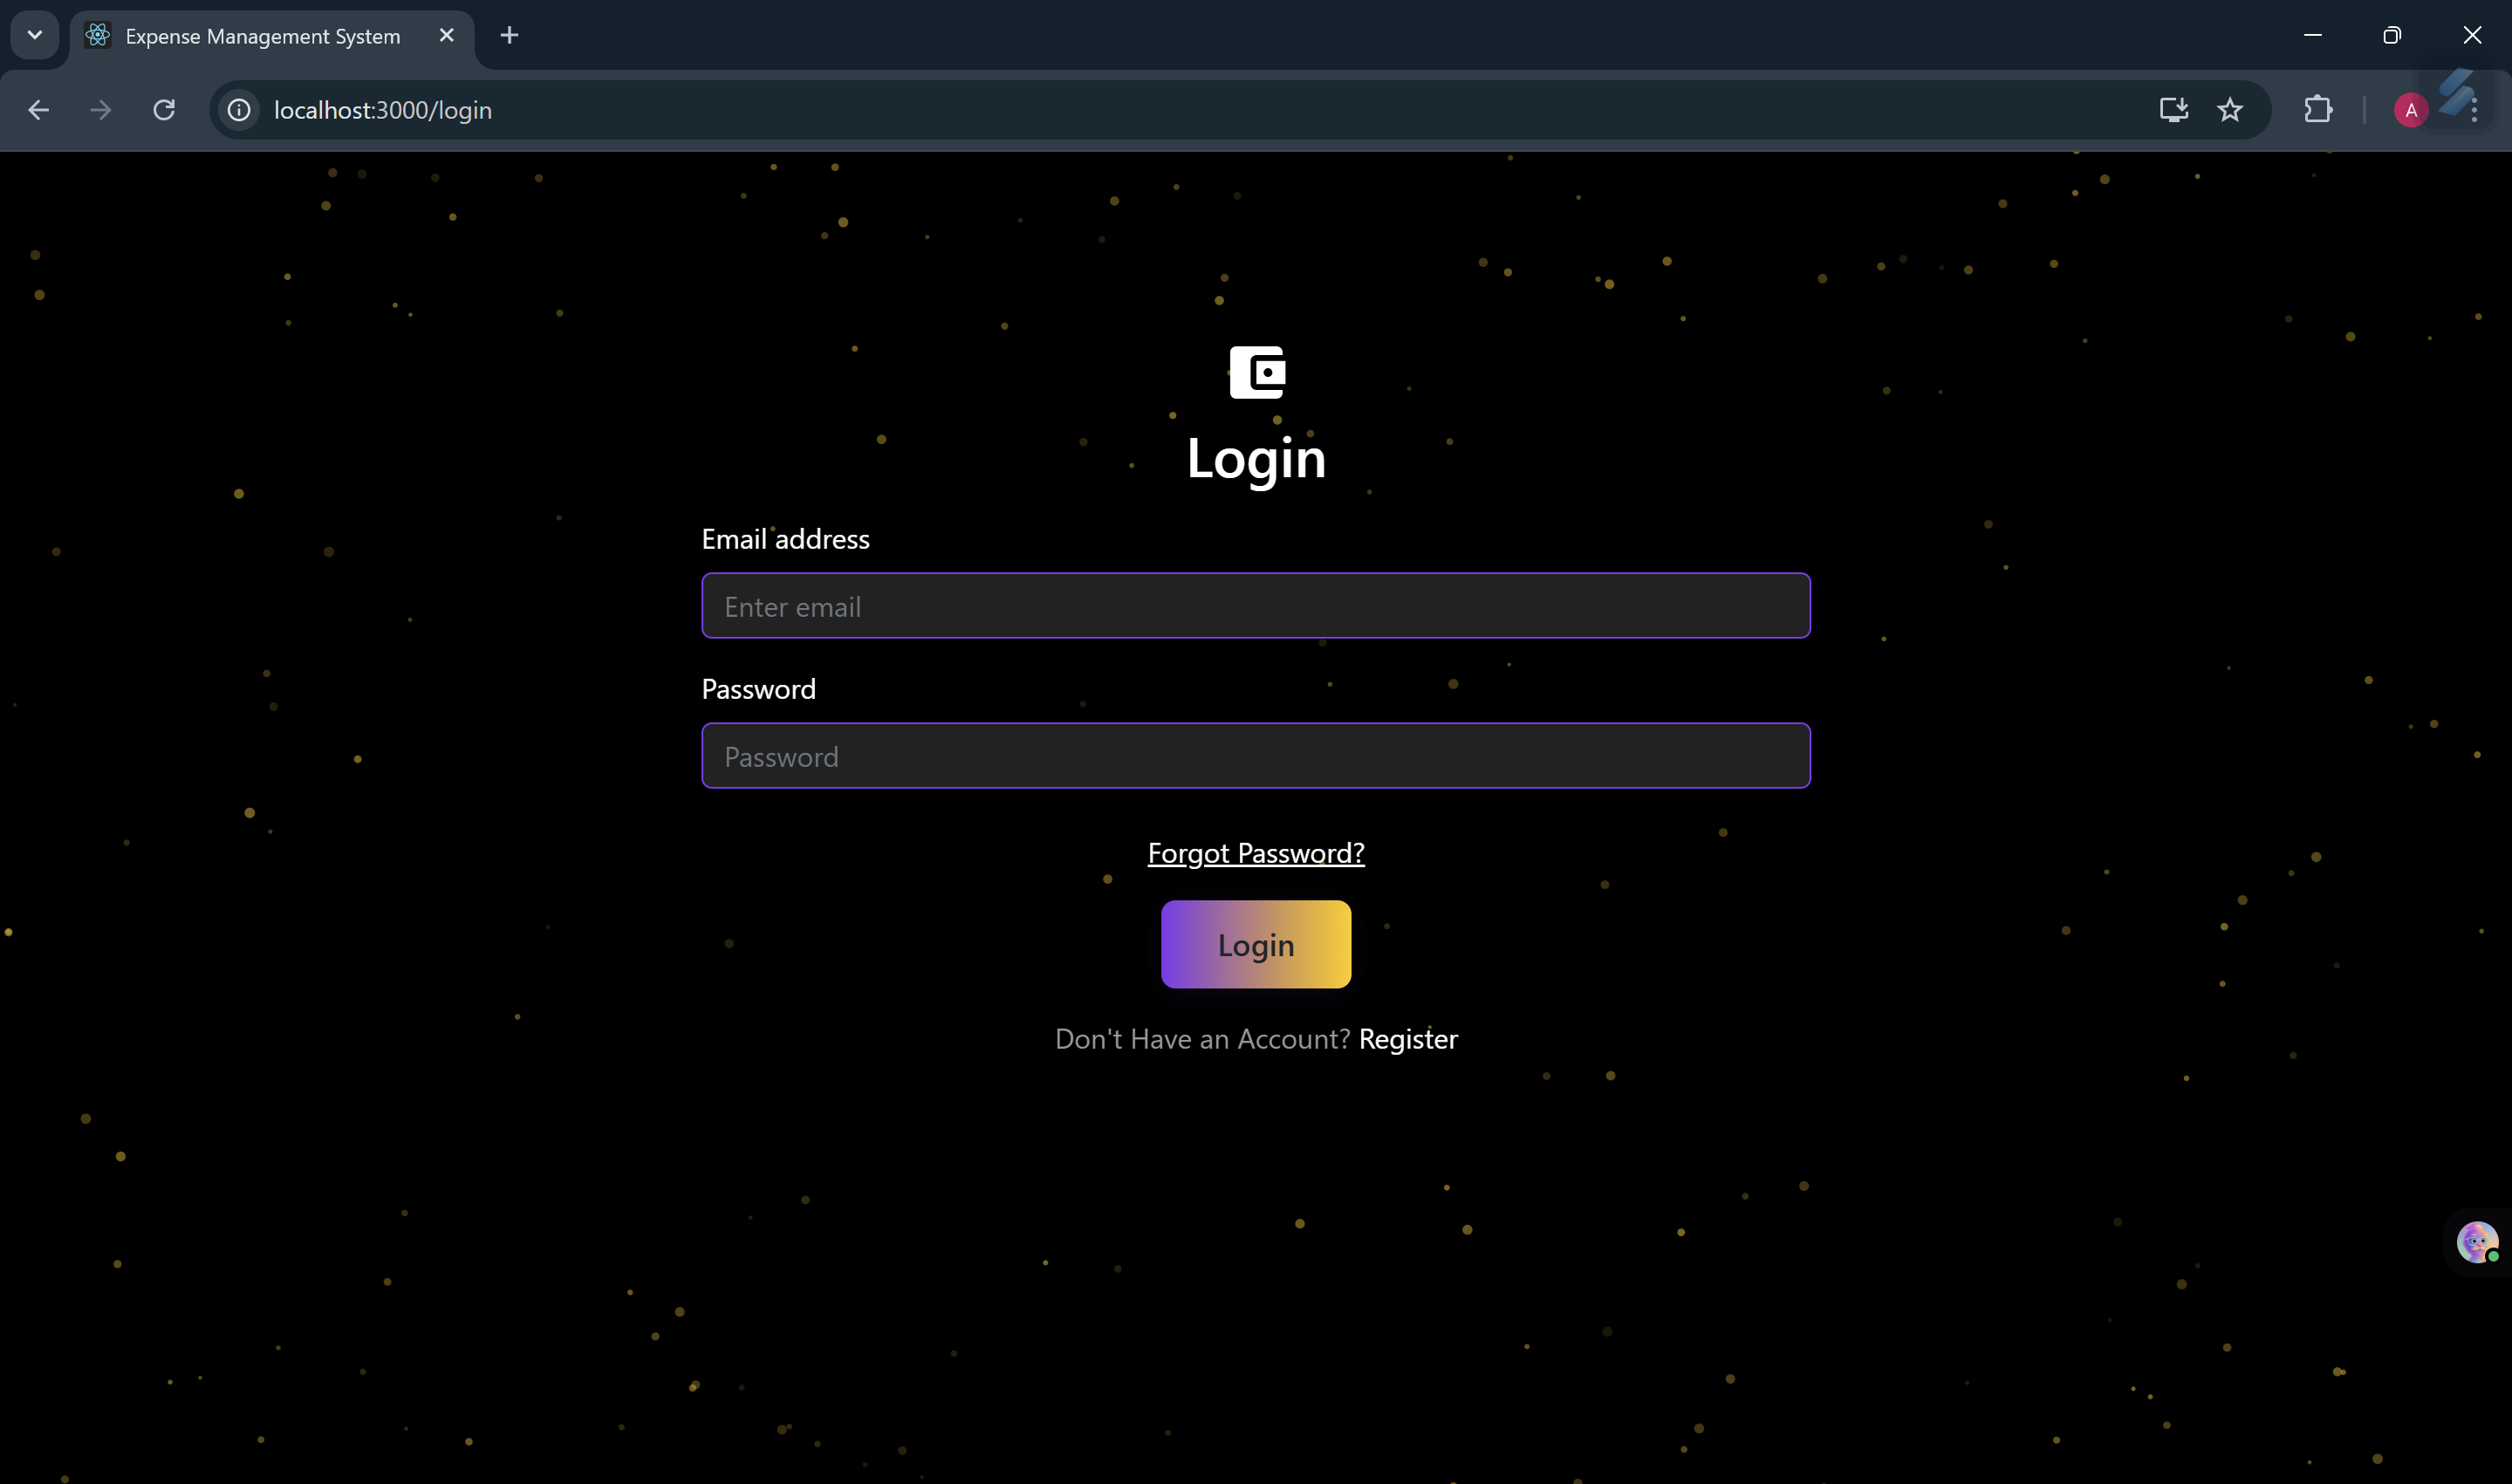 Expense Management System
localhost:3000/login
A
Login
Email address
Enter email
Password
Password
Forgot Password?
Login
Don't Have an Account? Register